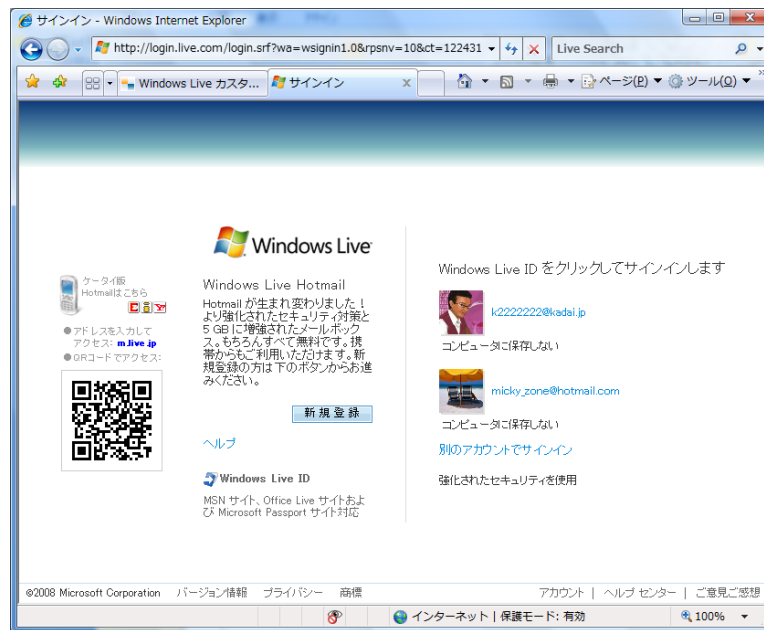 サインイン - Windows Internet Explorer
http://login.live.com/login.srf?wa=wsignin1.0&rpsnv=10&ct=122431
Live Search
Windows Live カスタ...
サインイン
ページ(P)
ツール(O)
Windows Live
ケータイ版
Hotmailはこちら
●アドレスを入力して
アクセス: m.live.jp
●QRコードでアクセス:
Windows Live Hotmail
Hotmail が生まれ変わりました！
より強化されたセキュリティ対策と
5 GB に増強されたメールボック
ス。もちろんすべて無料です。携
帯からもご利用いただけます。新
規登録の方は下のボタンからお進
みください。
新規登録
ヘルプ
Windows Live ID
MSN サイト、Office Live サイトおよ
び Microsoft Passport サイト対応
Windows Live ID をクリックしてサインインします
k2222222@kadai.jp
コンピュータに保存しない
micky_zone@hotmail.com
コンピュータに保存しない
別のアカウントでサインイン
強化されたセキュリティを使用
©2008 Microsoft Corporation バージョン情報 プライバシー 商標
アカウント | ヘルプ センター | ご意見ご感想
インターネット | 保護モード: 有効
100%